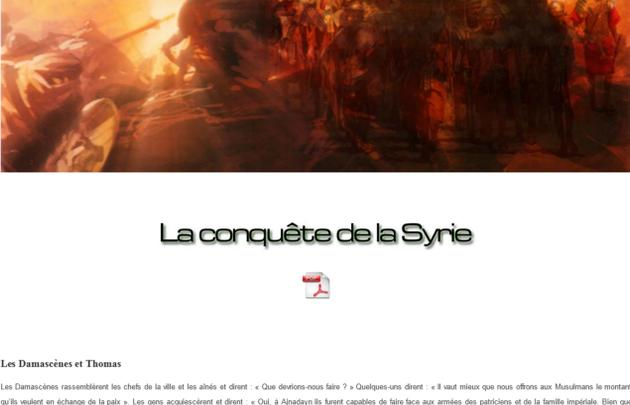 La conquête de la Syrie
PDF
Les Damascènes et Thomas
Les Damascènes rassemblèrent les chefs de la ville et les aînés et dirent : « Que devrions-nous faire ? » Quelques-uns dirent : « Il vaut mieux que nous offrons aux Musulmans le montant
qu'ils veulent en échange de la paix ». Les gens acquiescèrent et dirent : « Oui, à Ajnadayn ils furent capables de faire face aux armées des patriciens et de la famille impériale. Bien que